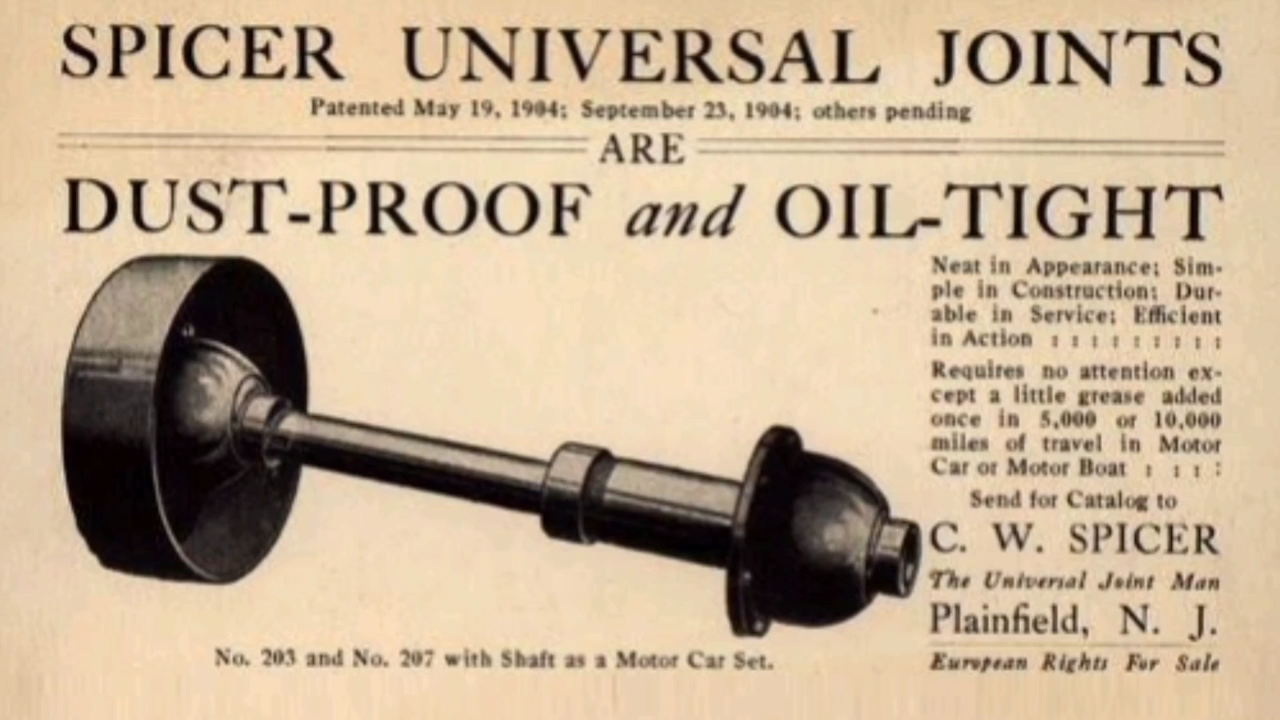 SPICER UNIVERSAL JOINTS
Patented May 19, 1904; September 23, 1904; others pending
ARE
DUST-PROOF and OIL-TIGHT
Neat in Appearance; Sim-
ple in Construction; Dur-
able in Service; Efficient
in Action : : : : : : : : :
Requires no attention ex-
cept a little grease added
once in 5,000 or 10,000
miles of travel in Motor
Car or Motor Boat : : : :
Send for Catalog to
C. W. SPICER
The Universal Joint Man
Plainfield, N. J.
European Rights For Sale
No. 203 and No. 207 with Shaft as a Motor Car Set.